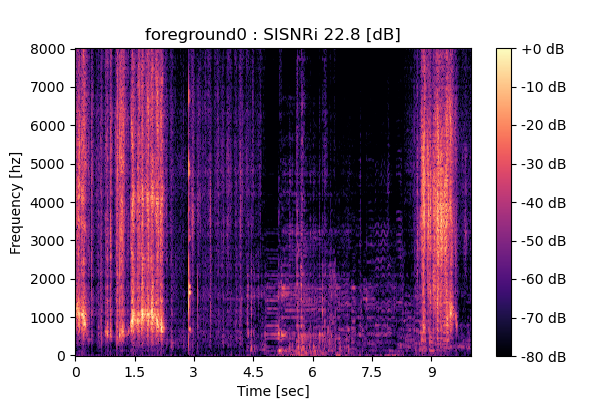 foreground0 : SISNRi 22.8 [dB]
8000
7000
6000
5000
4000
3000
2000
1000
0
Frequency [hz]
0 1.5 3 4.5 6 7.5 9
Time [sec]
+0 dB
-10 dB
-20 dB
-30 dB
-40 dB
-50 dB
-60 dB
-70 dB
-80 dB